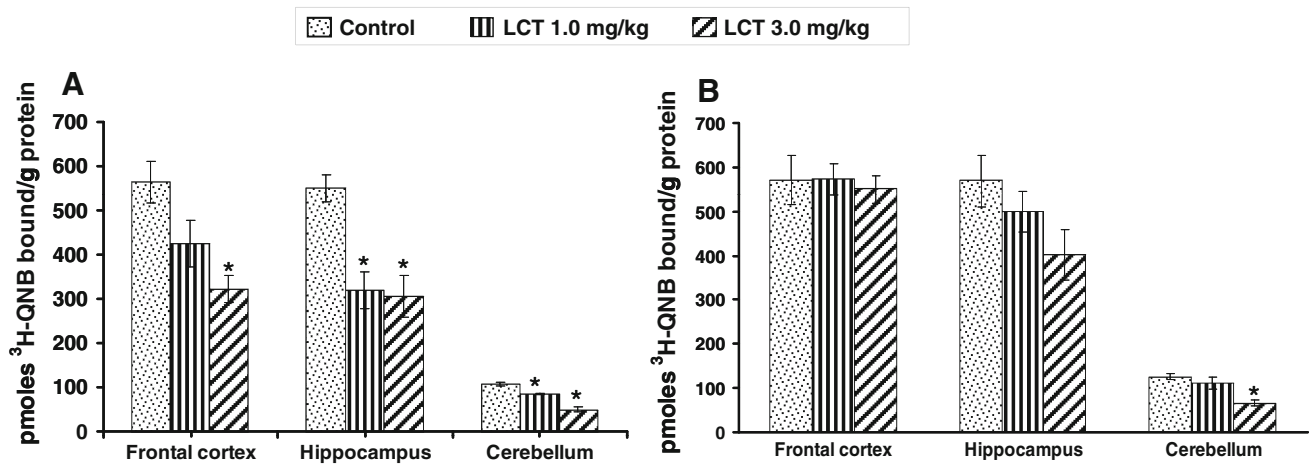 Control LCT 1.0 mg/kg LCT 3.0 mg/kg
A
pmoles ³H-QNB bound/g protein
700
600
500
400
300
200
100
0
* * * * *
Frontal cortex Hippocampus Cerebellum
B
pmoles ³H-QNB bound/g protein
700
600
500
400
300
200
100
0
*
Frontal cortex Hippocampus Cerebellum